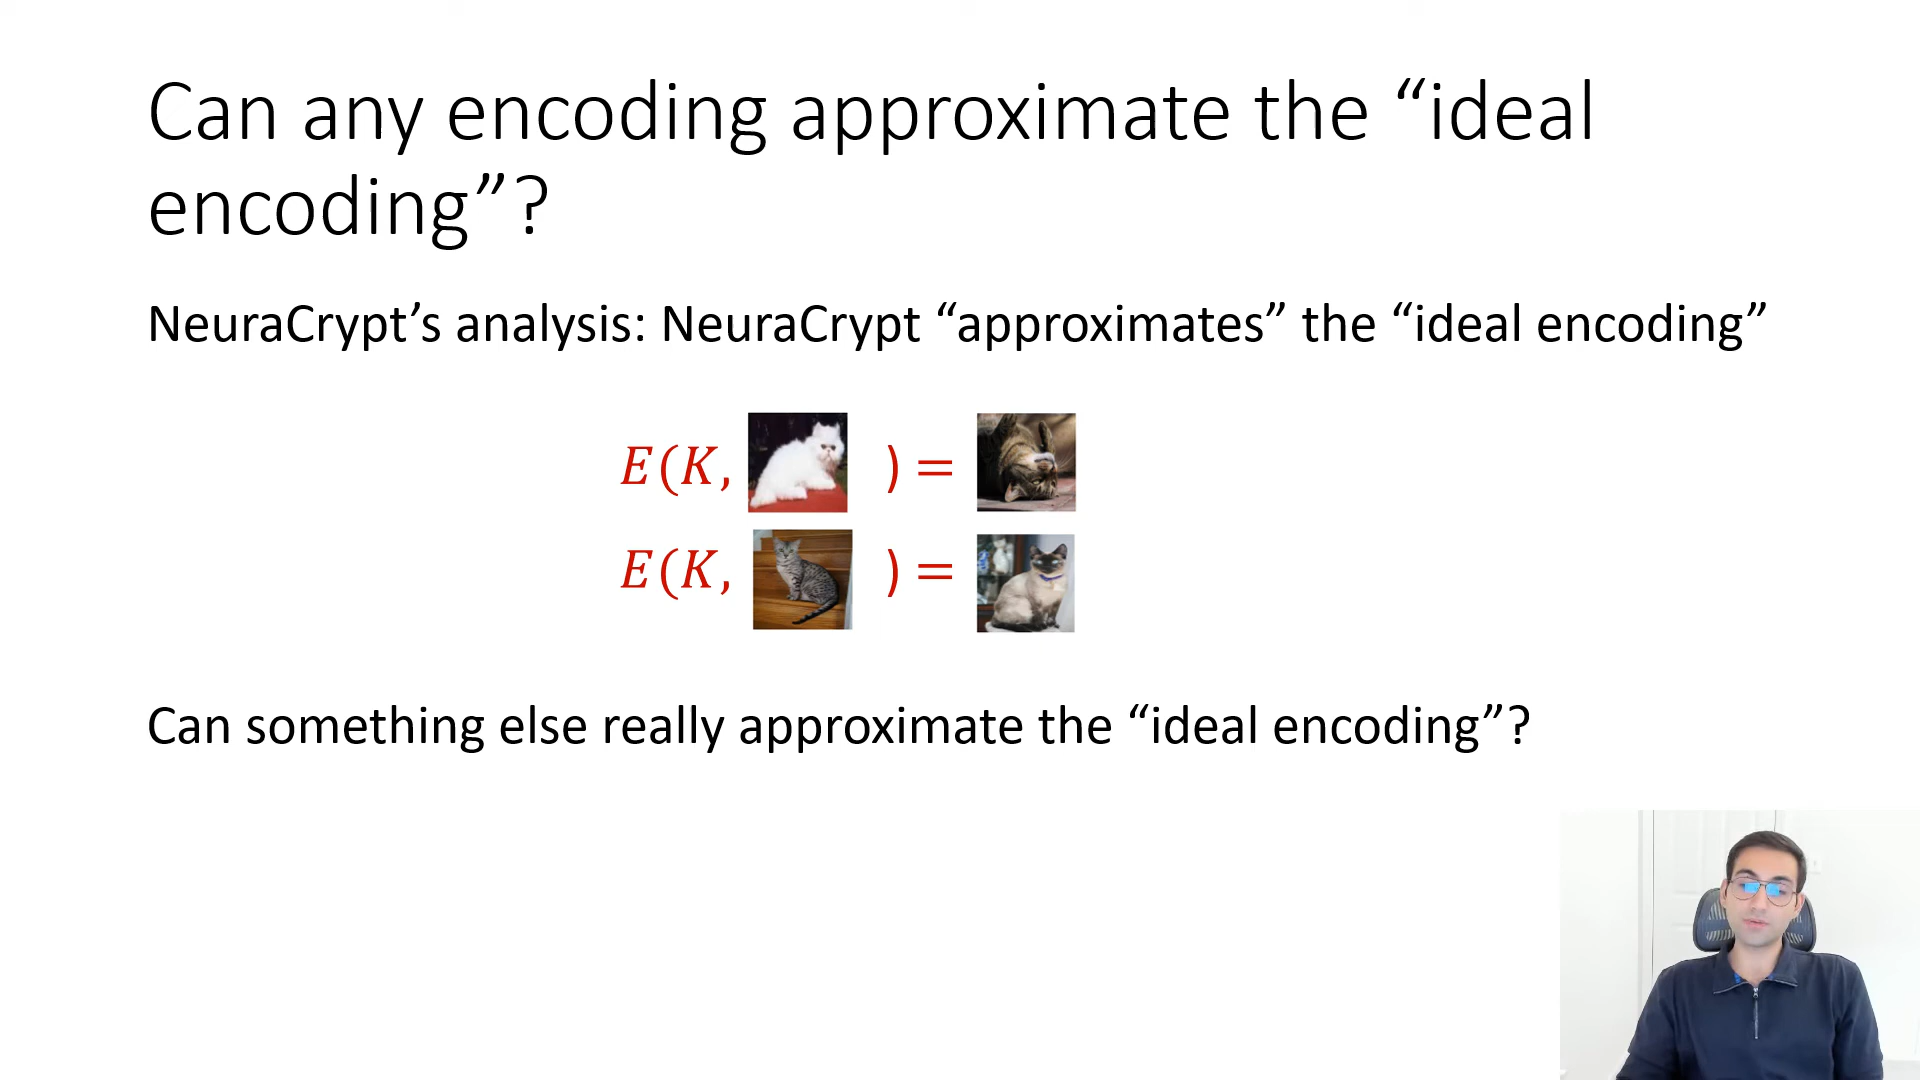 Can any encoding approximate the “ideal
encoding”?
NeuraCrypt’s analysis: NeuraCrypt “approximates” the “ideal encoding”
E(K, ) =
E(K, ) =
Can something else really approximate the “ideal encoding”?